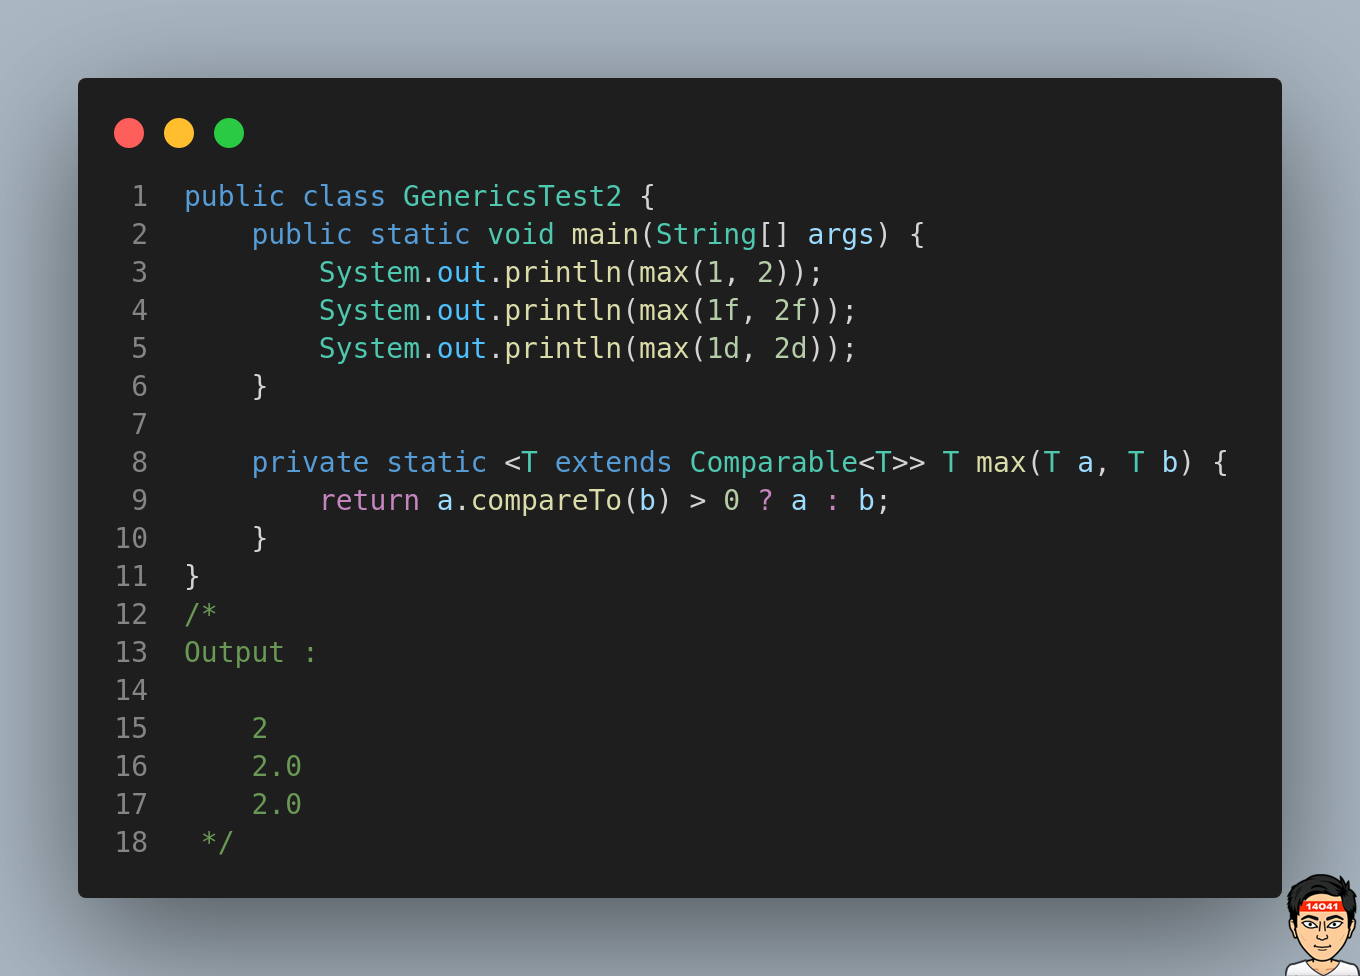 1 public class GenericsTest2 {
2     public static void main(String[] args) {
3         System.out.println(max(1, 2));
4         System.out.println(max(1f, 2f));
5         System.out.println(max(1d, 2d));
6     }
7
8     private static <T extends Comparable<T>> T max(T a, T b) {
9         return a.compareTo(b) > 0 ? a : b;
10     }
11 }
12 /*
13 Output :
14
15     2
16     2.0
17     2.0
18  */
14041